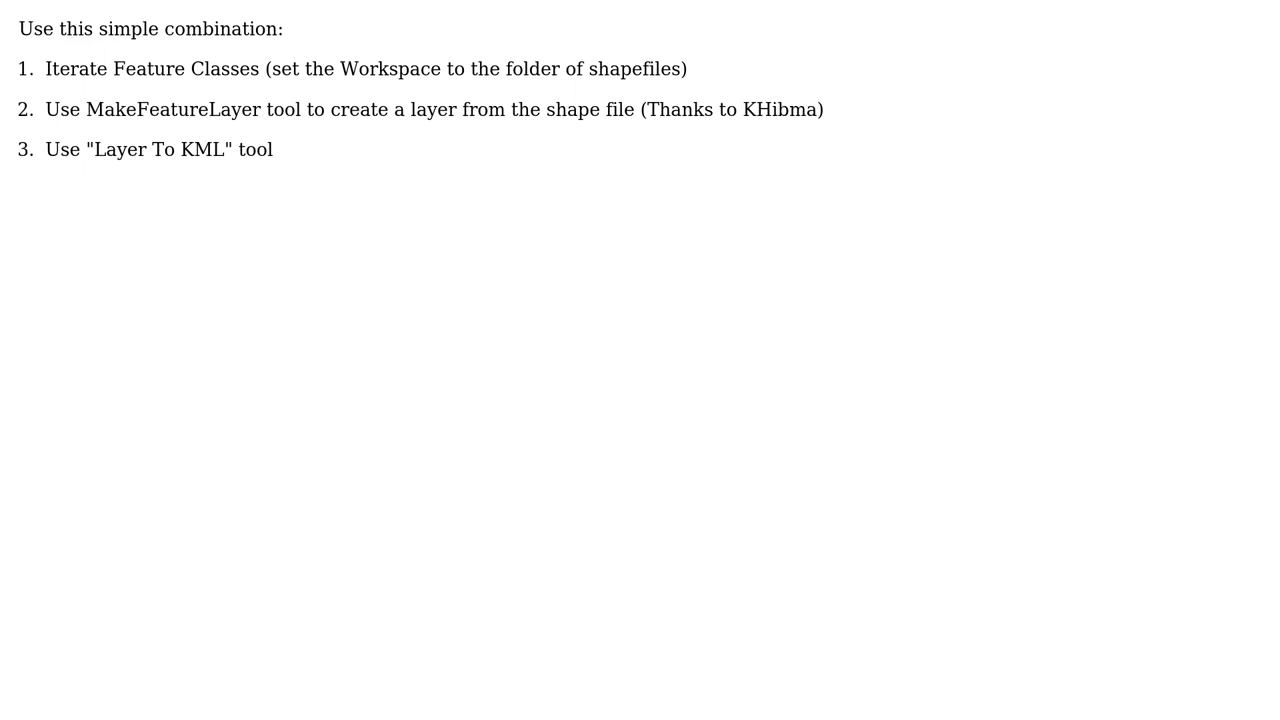 Use this simple combination:
1. Iterate Feature Classes (set the Workspace to the folder of shapefiles)
2. Use MakeFeatureLayer tool to create a layer from the shape file (Thanks to KHibma)
3. Use "Layer To KML" tool